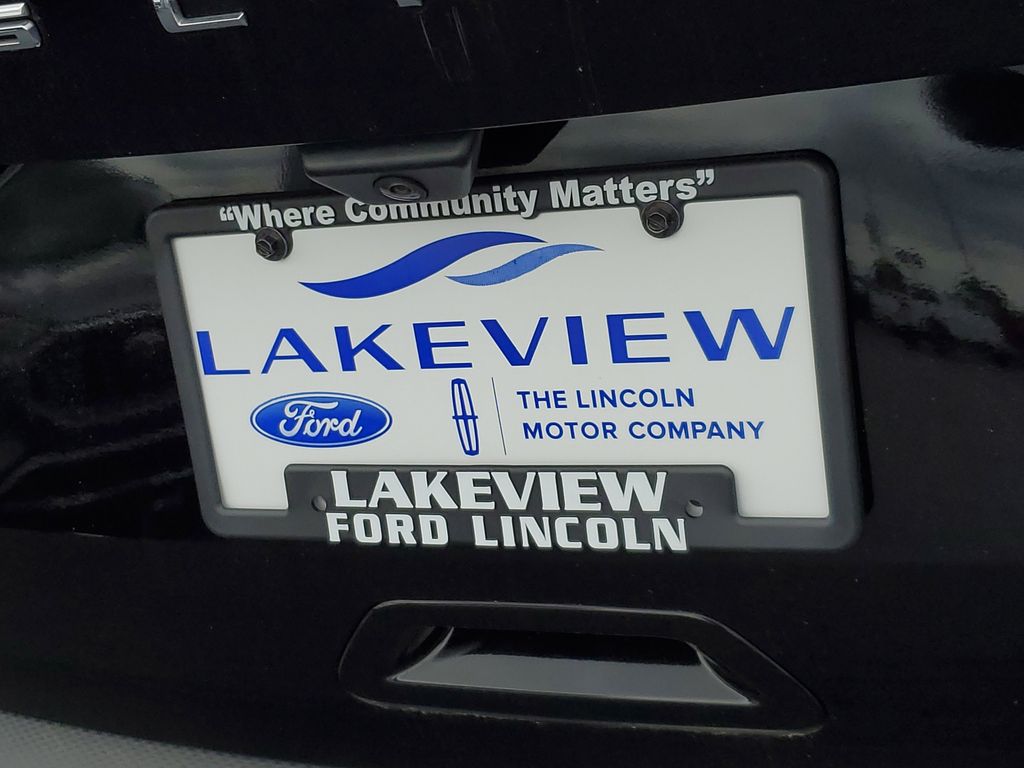 “Where Community Matters”
LAKEVIEW
Ford
THE LINCOLN
MOTOR COMPANY
LAKEVIEW
FORD LINCOLN